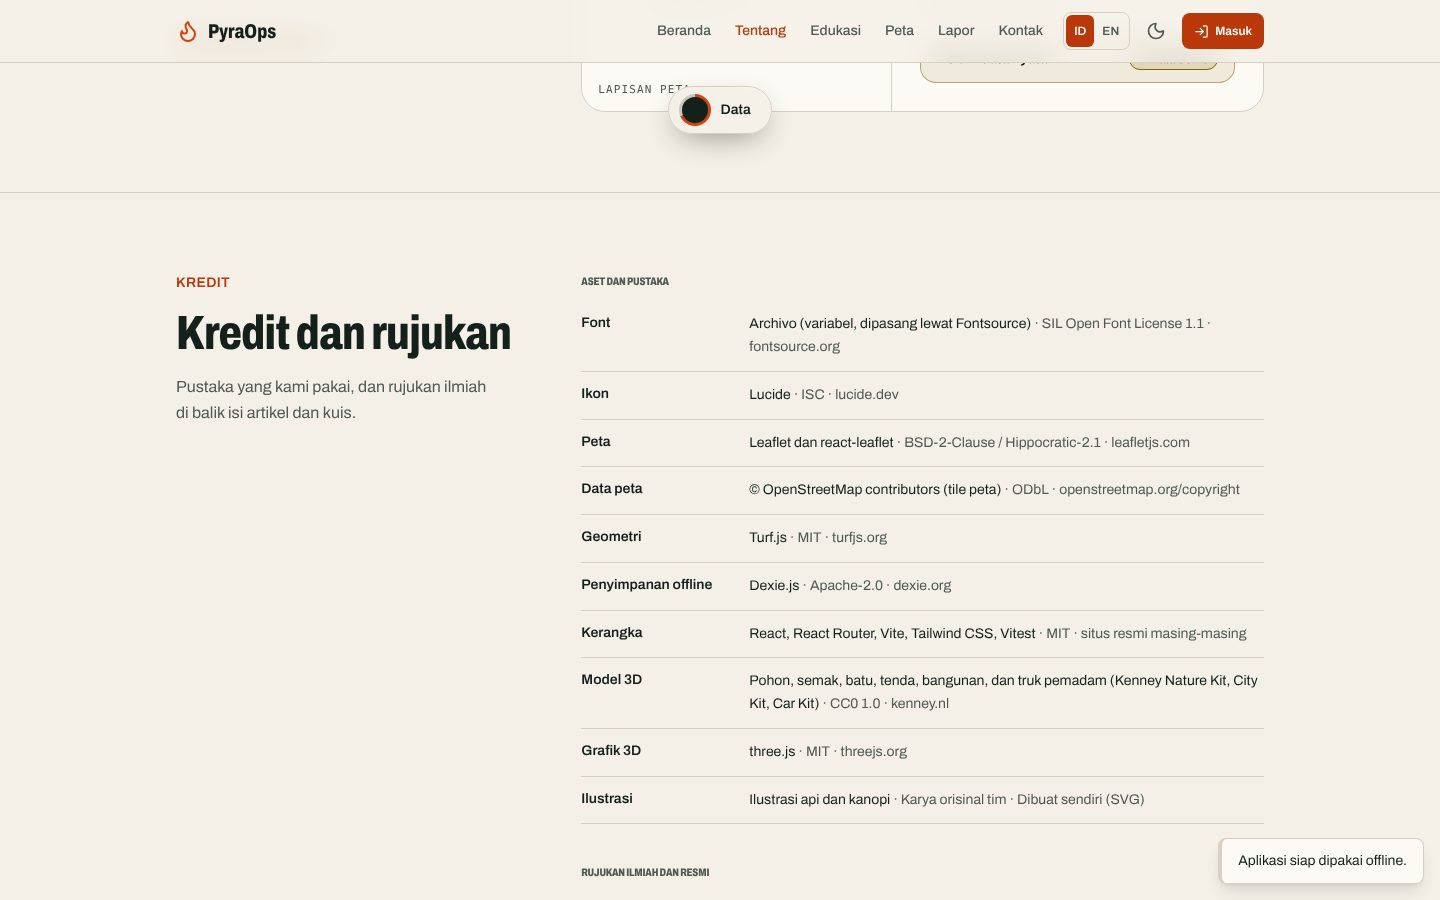 PyraOps
Beranda
Tentang
Edukasi
Peta
Lapor
Kontak
ID
EN
Masuk
LAPISAN PETA
Data
KREDIT
Kredit dan rujukan
Pustaka yang kami pakai, dan rujukan ilmiah
di balik isi artikel dan kuis.
ASET DAN PUSTAKA
Font
Archivo (variabel, dipasang lewat Fontsource) · SIL Open Font License 1.1 ·
fontsource.org
Ikon
Lucide · ISC · lucide.dev
Peta
Leaflet dan react-leaflet · BSD-2-Clause / Hippocratic-2.1 · leafletjs.com
Data peta
© OpenStreetMap contributors (tile peta) · ODbL · openstreetmap.org/copyright
Geometri
Turf.js · MIT · turfjs.org
Penyimpanan offline
Dexie.js · Apache-2.0 · dexie.org
Kerangka
React, React Router, Vite, Tailwind CSS, Vitest · MIT · situs resmi masing-masing
Model 3D
Pohon, semak, batu, tenda, bangunan, dan truk pemadam (Kenney Nature Kit, City
Kit, Car Kit) · CC0 1.0 · kenney.nl
Grafik 3D
three.js · MIT · threejs.org
Ilustrasi
Ilustrasi api dan kanopi · Karya orisinal tim · Dibuat sendiri (SVG)
Aplikasi siap dipakai offline.
RUJUKAN ILMIAH DAN RESMI